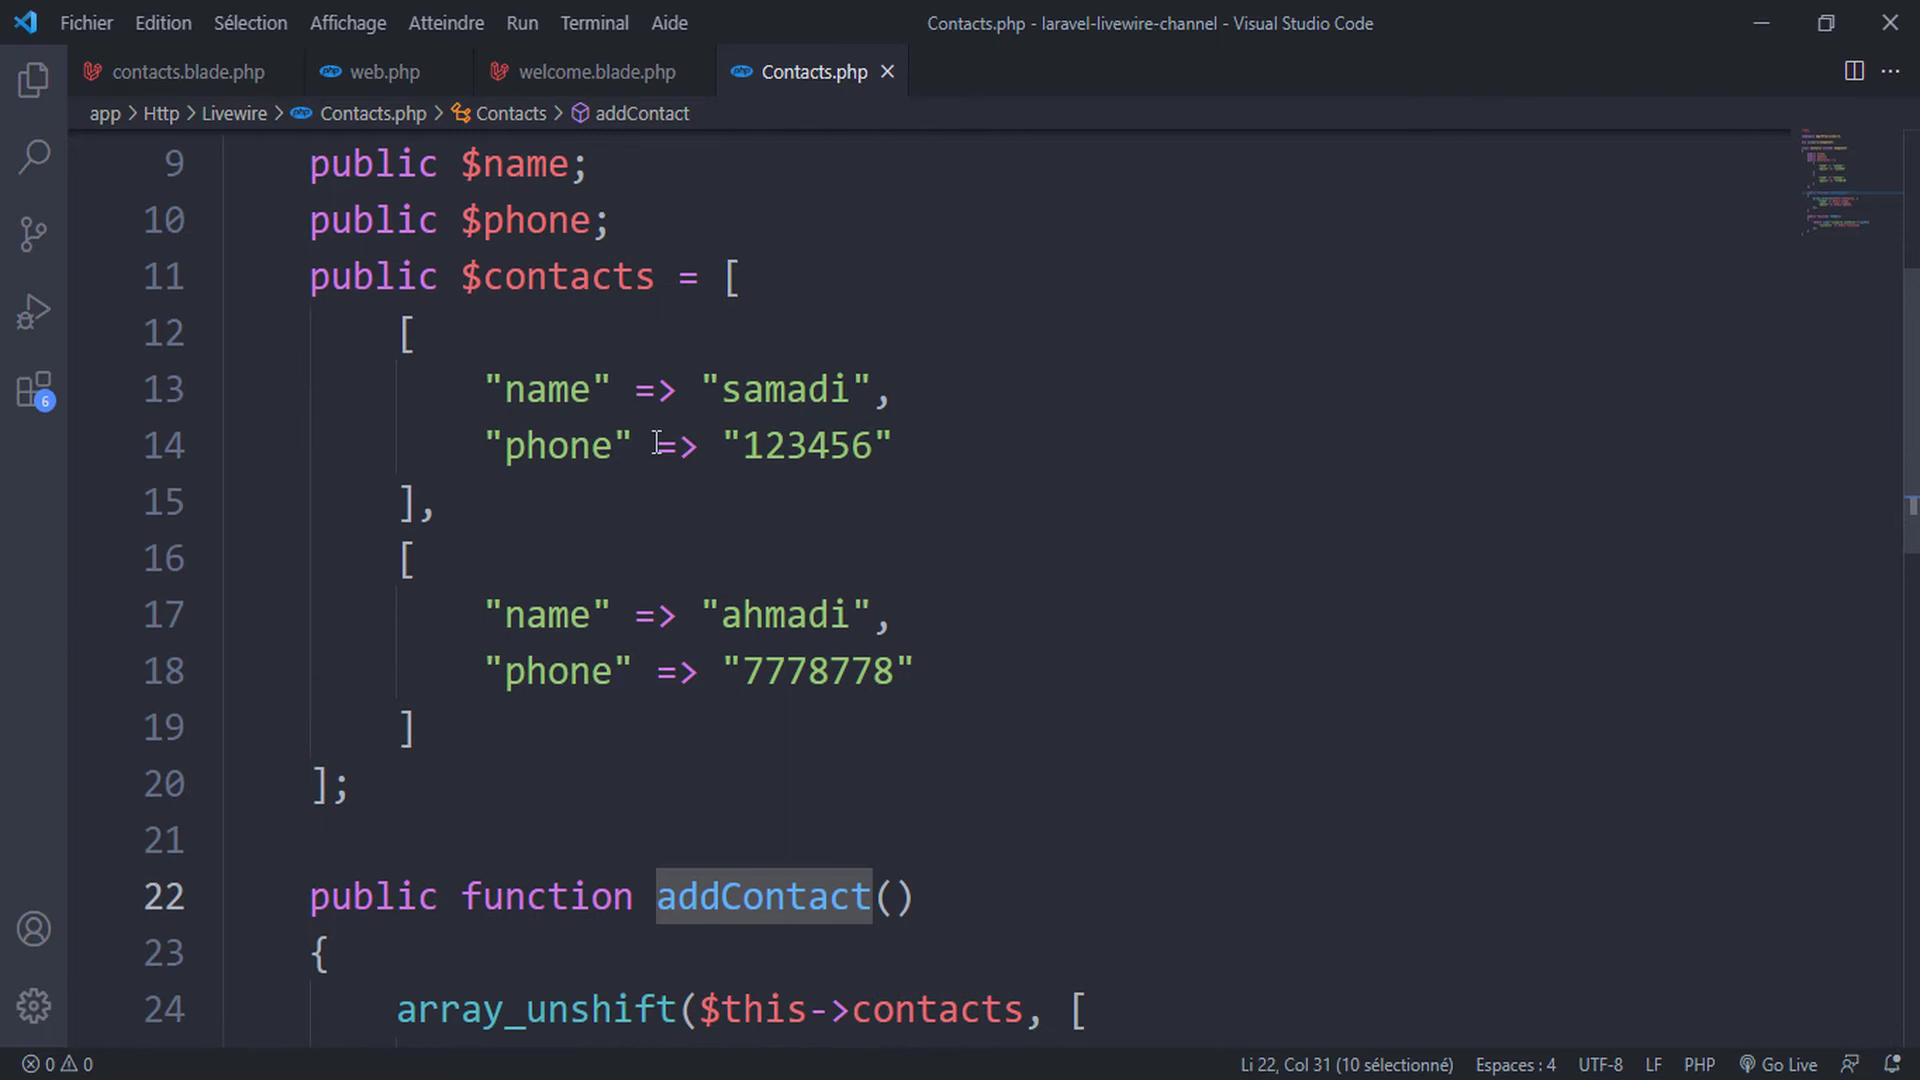 Fichier Edition Sélection Affichage Atteindre Run Terminal Aide Contacts.php - laravel-livewire-channel - Visual Studio Code
contacts.blade.php web.php welcome.blade.php Contacts.php
app > Http > Livewire > Contacts.php > Contacts > addContact
9 public $name;
10 public $phone;
11 public $contacts = [
12 [
13 "name" => "samadi",
14 "phone" => "123456"
15 ],
16 [
17 "name" => "ahmadi",
18 "phone" => "7778778"
19 ]
20 ];
21
22 public function addContact()
23 {
24 array_unshift($this->contacts, [
6
0 0 Li 22, Col 31 (10 sélectionné) Espaces : 4 UTF-8 LF PHP Go Live